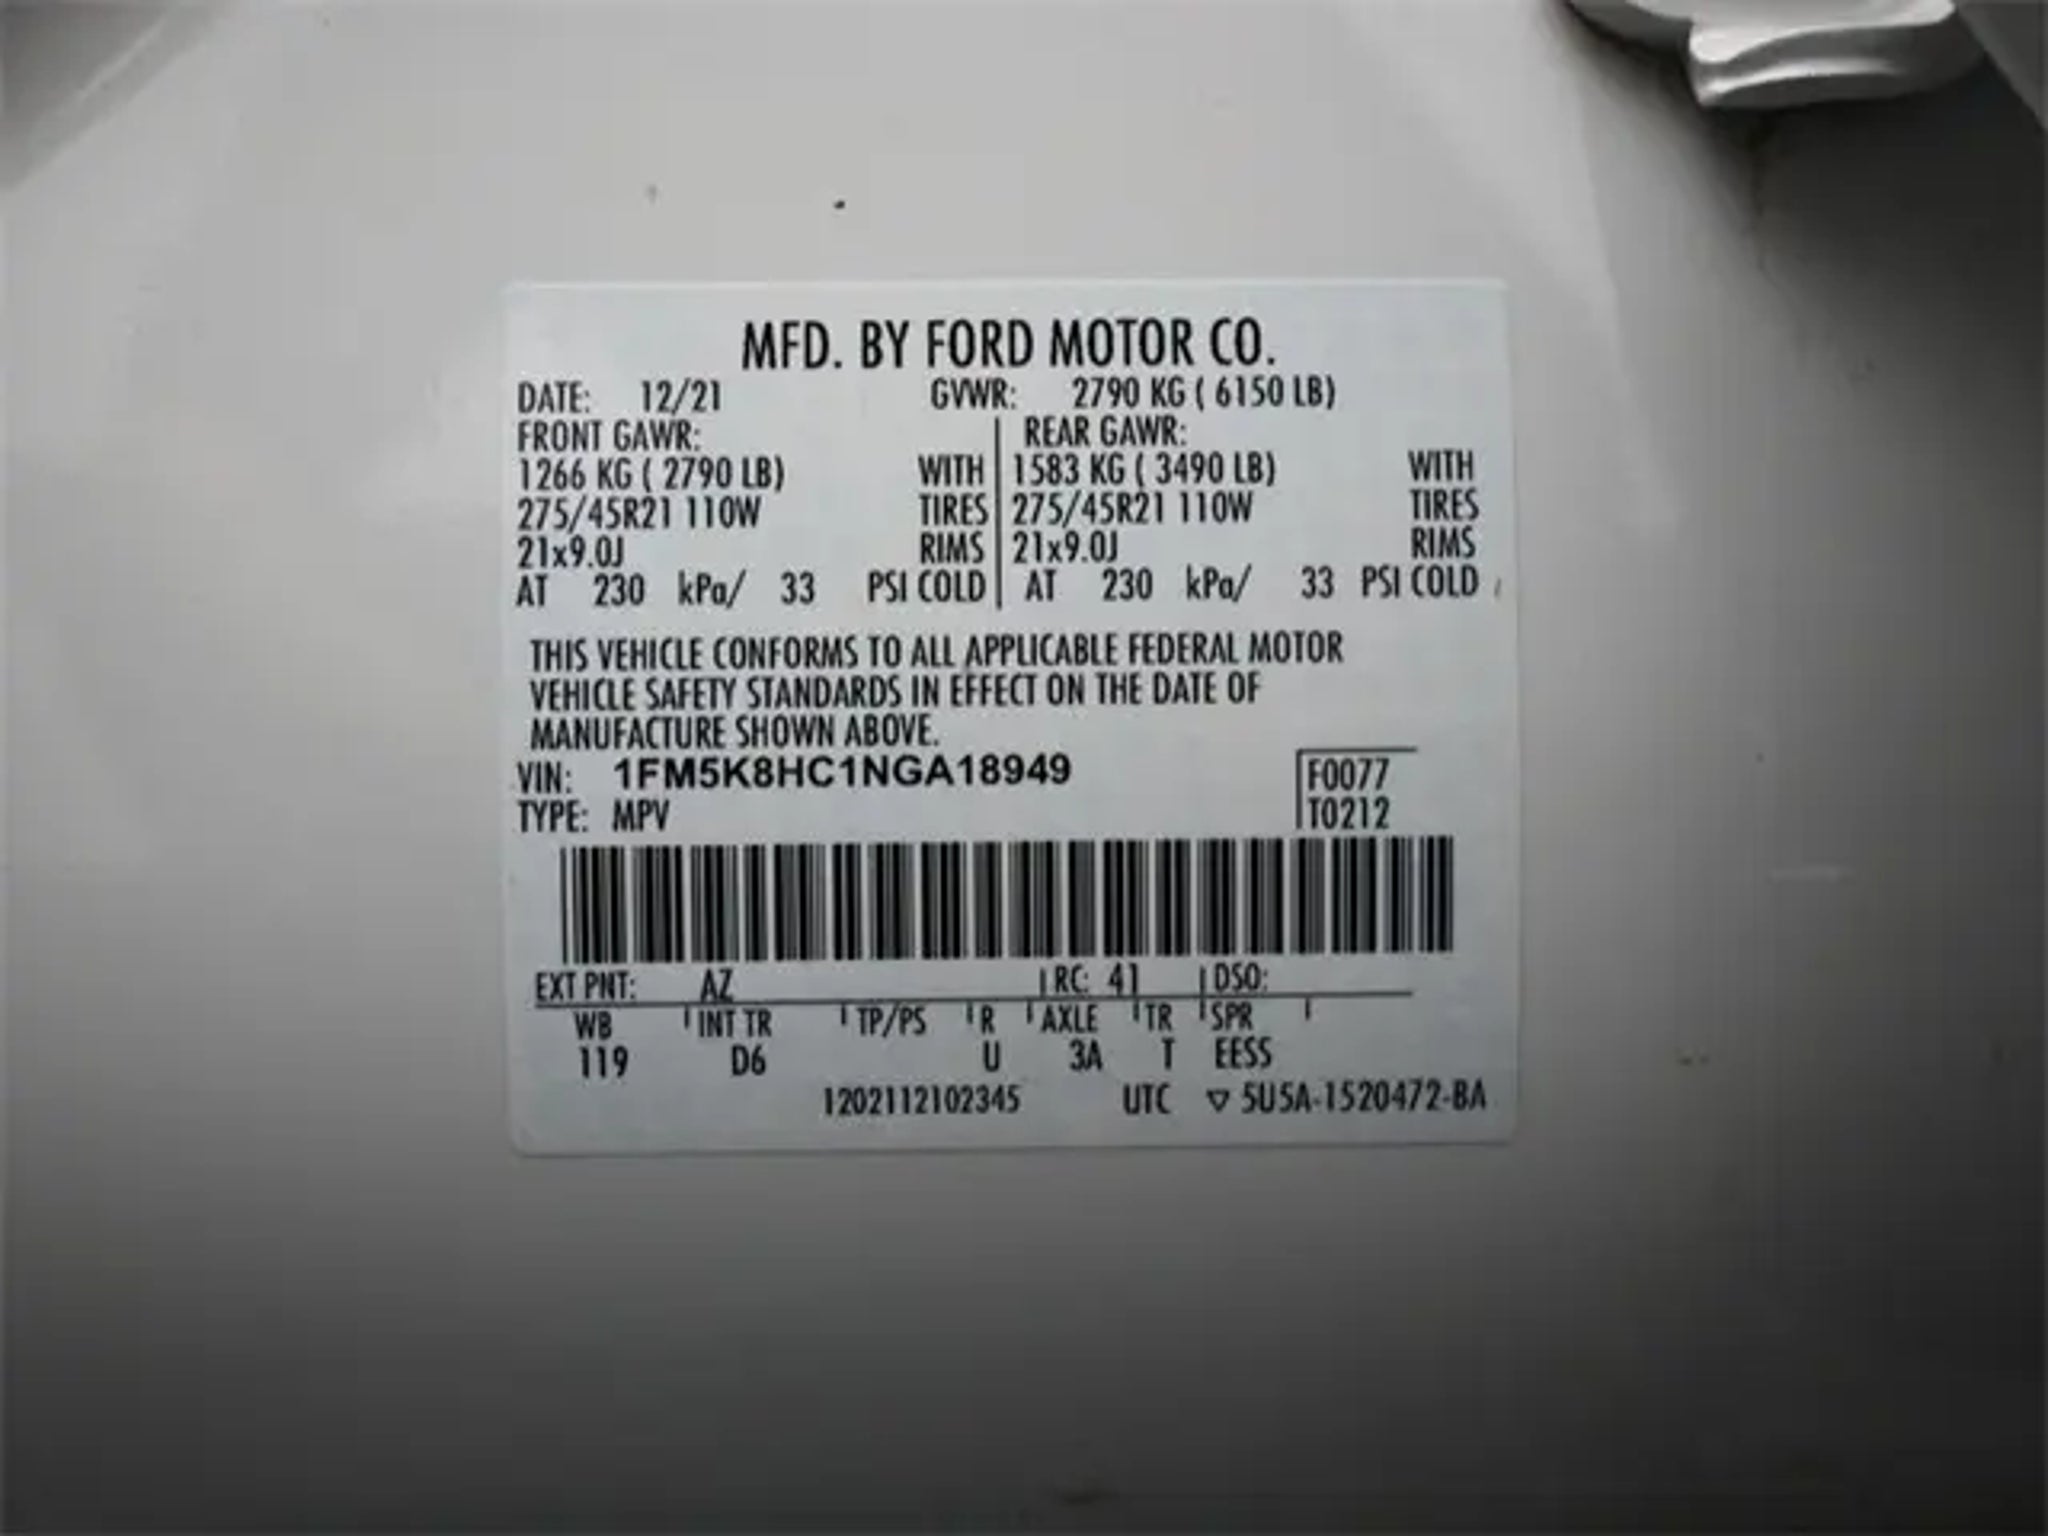 MFD. BY FORD MOTOR CO.
DATE: 12/21 GVWR: 2790 KG ( 6150 LB)
FRONT GAWR: REAR GAWR:
1266 KG ( 2790 LB) WITH 1583 KG ( 3490 LB) WITH
275/45R21 110W TIRES 275/45R21 110W TIRES
21x9.0J RIMS 21x9.0J RIMS
AT 230 kPa/ 33 PSI COLD AT 230 kPa/ 33 PSI COLD
THIS VEHICLE CONFORMS TO ALL APPLICABLE FEDERAL MOTOR
VEHICLE SAFETY STANDARDS IN EFFECT ON THE DATE OF
MANUFACTURE SHOWN ABOVE.
VIN: 1FM5K8HC1NGA18949 F0077
TYPE: MPV T0212
EXT PNT: AZ RC: 41 DSO:
WB INT TR TP/PS R AXLE TR SPR
119 D6 U 3A T EESS
1202112102345 UTC ▽ 5U5A-1520472-BA